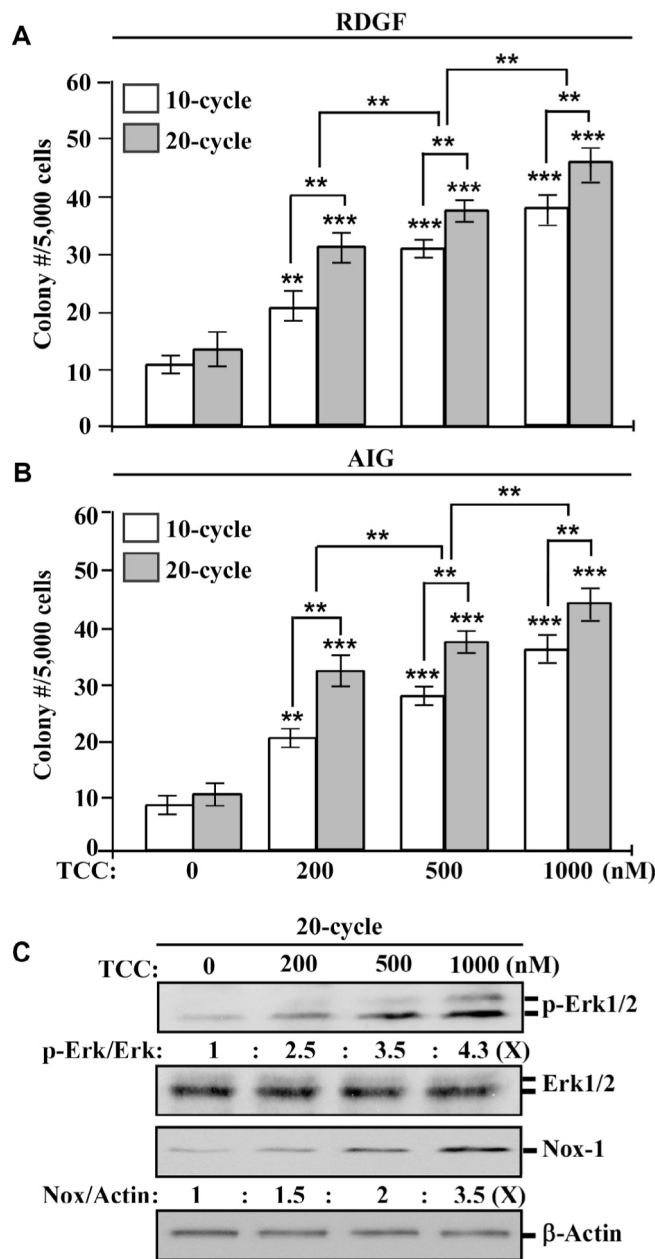 A
RDGF
Colony #/5,000 cells
60
50
40
30
20
10
0
10-cycle
20-cycle
** *** ** *** *** ** *** *** ** ** **
B
AIG
Colony #/5,000 cells
60
50
40
30
20
10
0
10-cycle
20-cycle
** *** ** *** *** ** *** *** ** ** **
TCC: 0 200 500 1000 (nM)
C
20-cycle
TCC: 0 200 500 1000 (nM)
p-Erk1/2
p-Erk/Erk: 1 : 2.5 : 3.5 : 4.3 (X)
Erk1/2
Nox-1
Nox/Actin: 1 : 1.5 : 2 : 3.5 (X)
β-Actin